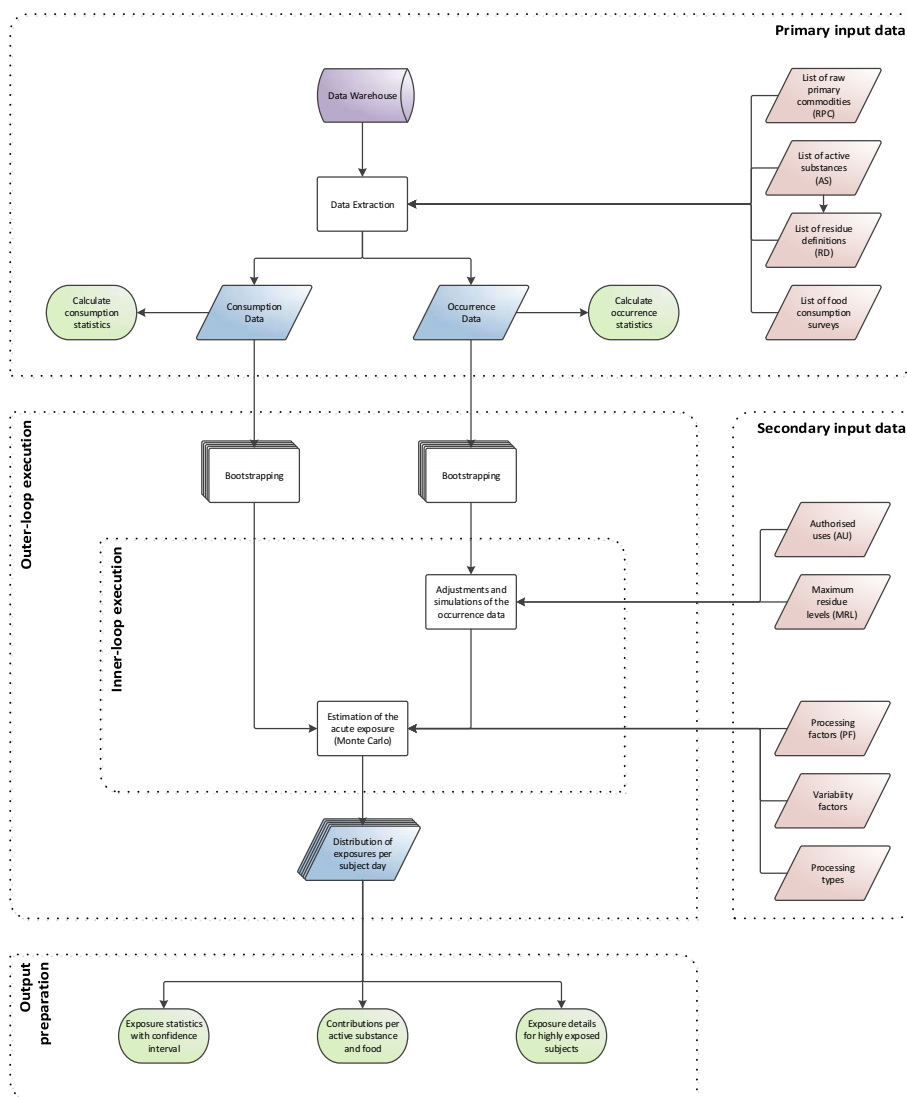 Primary input data
Data Warehouse
List of raw
primary
commodities
(RPC)
List of active
substances
(AS)
Data Extraction
List of residue
definitions
(RD)
Calculate
consumption
statistics
Consumption
Data
Occurrence
Data
Calculate
occurrence
statistics
List of food
consumption
surveys
Outer-loop execution
Secondary input data
Bootstrapping
Bootstrapping
Authorised
uses (AU)
Inner-loop execution
Adjustments and
simulations of the
occurrence data
Maximum
residue
levels (MRL)
Estimation of the
acute exposure
(Monte Carlo)
Processing
factors (PF)
Variability
factors
Distribution of
exposures per
subject day
Processing
types
Output
preparation
Exposure statistics
with confidence
interval
Contributions per
active substance
and food
Exposure details
for highly exposed
subjects